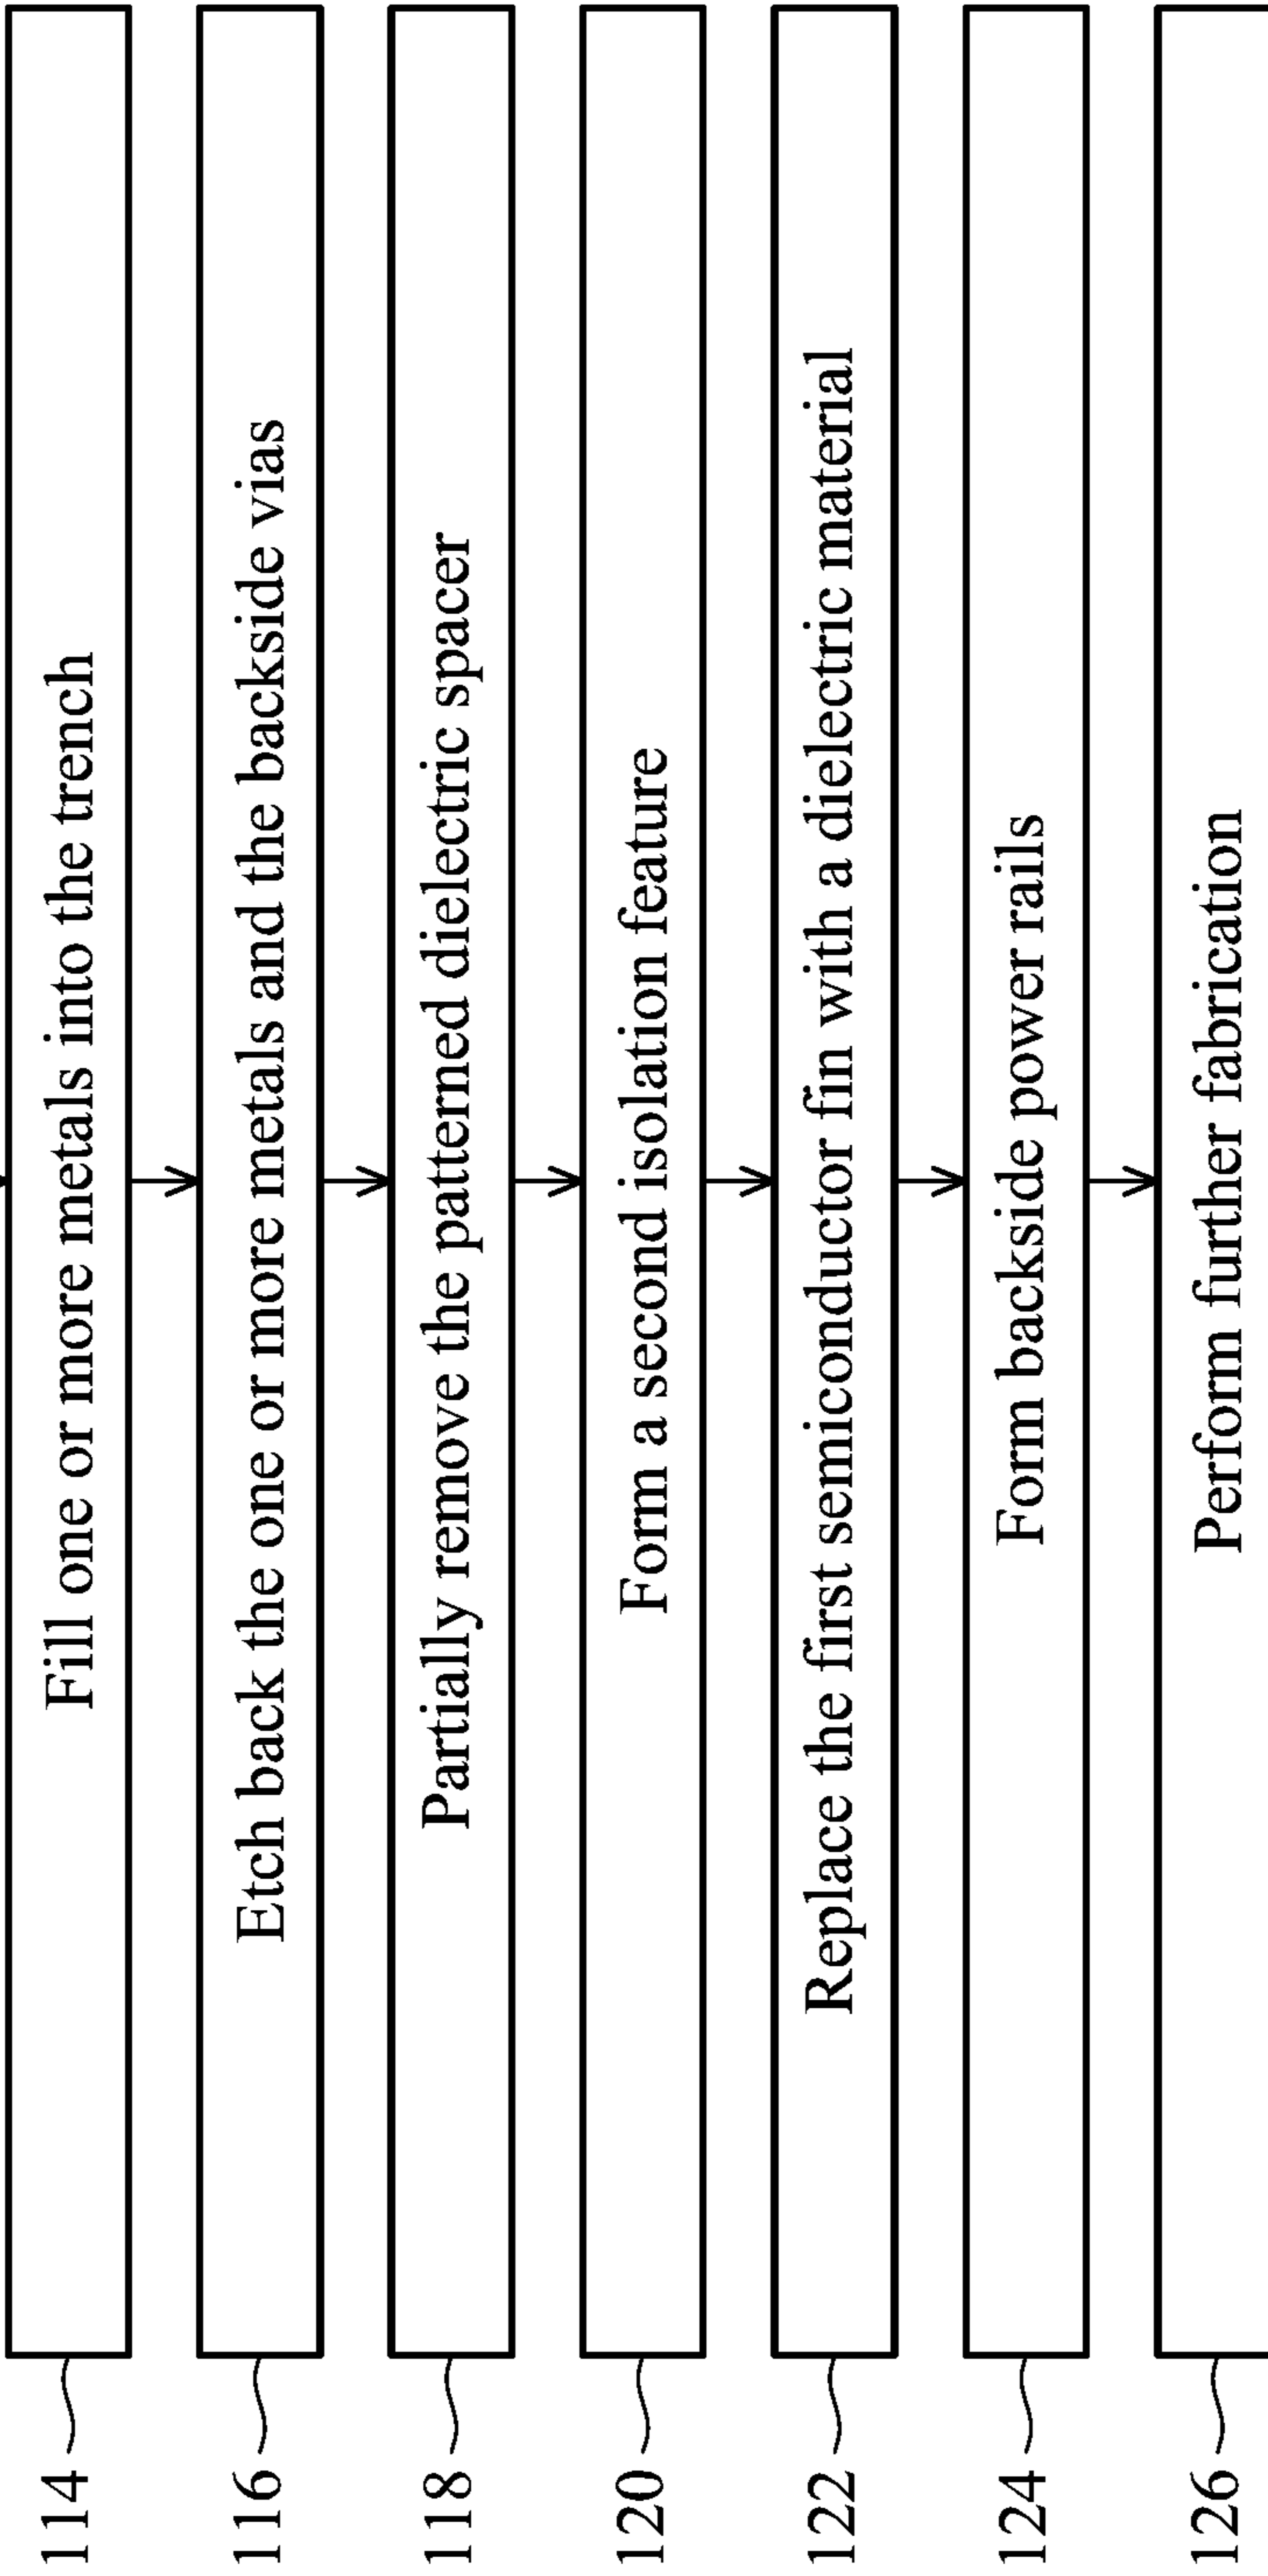 114 Fill one or more metals into the trench
116 Etch back the one or more metals and the backside vias
118 Partially remove the patterned dielectric spacer
120 Form a second isolation feature
122 Replace the first semiconductor fin with a dielectric material
124 Form backside power rails
126 Perform further fabrication